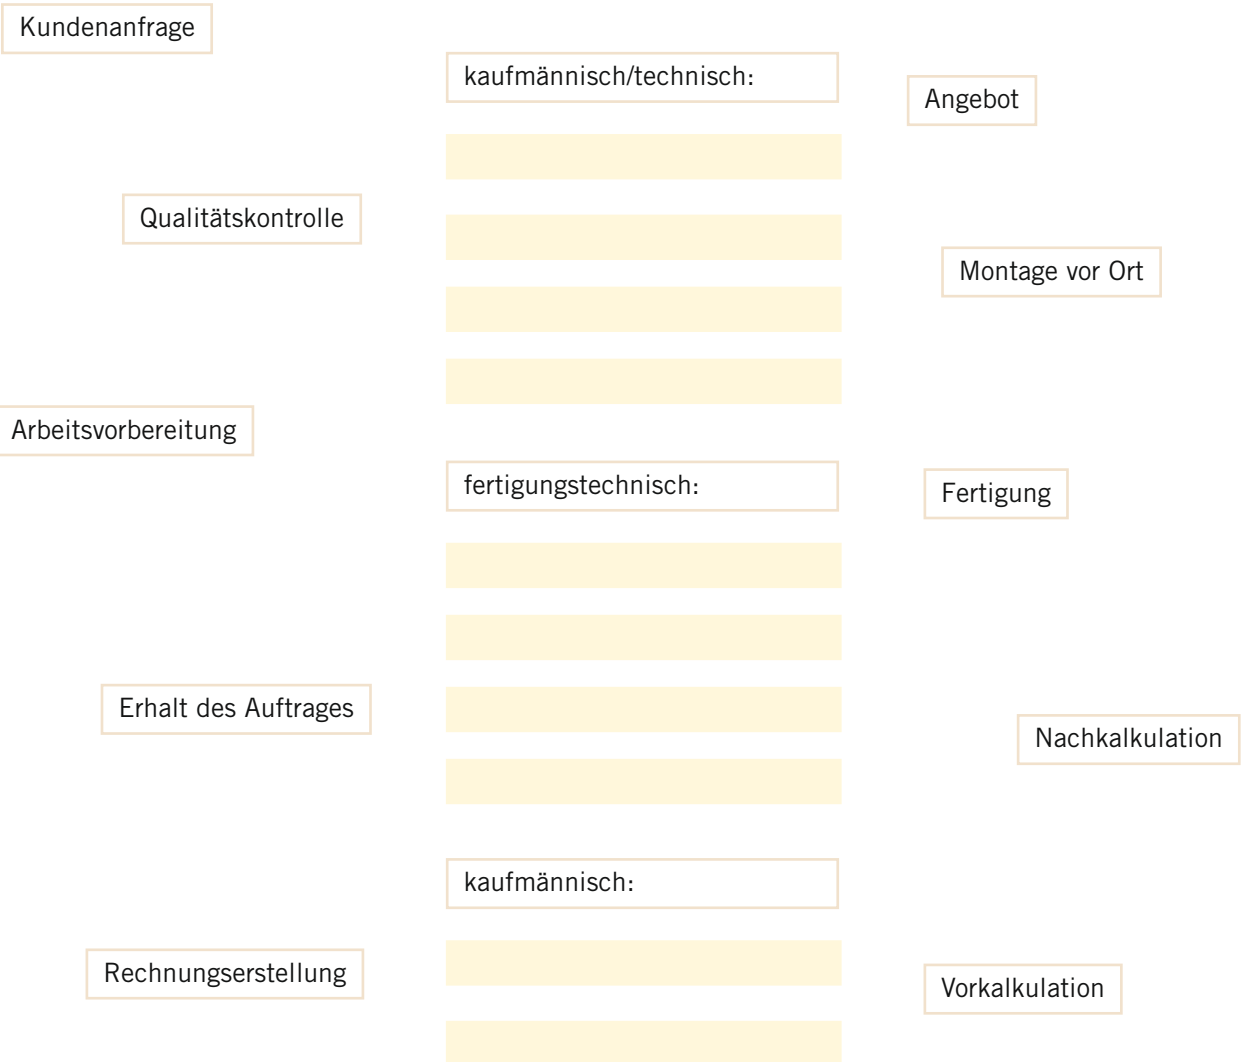 Kundenanfrage
kaufmännisch/technisch:
Angebot
Qualitätskontrolle
Montage vor Ort
Arbeitsvorbereitung
fertigungstechnisch:
Fertigung
Erhalt des Auftrages
Nachkalkulation
kaufmännisch:
Rechnungserstellung
Vorkalkulation